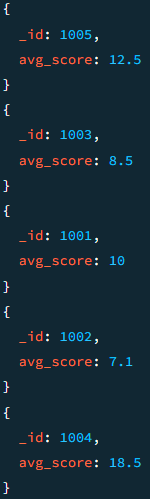 {
_id: 1005,
avg_score: 12.5
}
{
_id: 1003,
avg_score: 8.5
}
{
_id: 1001,
avg_score: 10
}
{
_id: 1002,
avg_score: 7.1
}
{
_id: 1004,
avg_score: 18.5
}